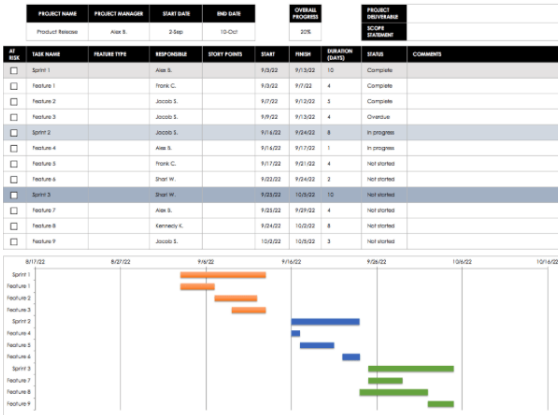 PROJECT NAME PROJECT MANAGER START DATE END DATE OVERALL PROGRESS PROJECT DELIVERABLE
Product Release Alex B. 3-Sep 10-Oct 20% SCOPE STATEMENT
AT RISK TASK NAME FEATURE TYPE RESPONSIBLE STORY POINTS START FINISH DURATION (DAYS) STATUS COMMENTS
Sprint 1 Alex B. 9/3/22 9/13/22 10 Complete
Feature 1 Frank C. 9/3/22 9/7/22 4 Complete
Feature 2 Jacob S. 9/7/22 9/12/22 5 Complete
Feature 3 Jacob S. 9/9/22 9/13/22 4 Overdue
Sprint 2 Jacob S. 9/16/22 9/24/22 8 In progress
Feature 4 Alex B. 9/16/22 9/17/22 1 In progress
Feature 5 Frank C. 9/17/22 9/21/22 4 Not started
Feature 6 Shari W. 9/22/22 9/24/22 2 Not started
Sprint 3 Shari W. 9/25/22 10/5/22 10 Not started
Feature 7 Alex B. 9/25/22 9/29/22 4 Not started
Feature 8 Kennedy K. 9/24/22 10/2/22 8 Not started
Feature 9 Jacob S. 10/2/22 10/5/22 3 Not started
8/17/22 8/27/22 9/6/22 9/16/22 9/26/22 10/6/22 10/16/22
Sprint 1
Feature 1
Feature 2
Feature 3
Sprint 2
Feature 4
Feature 5
Feature 6
Sprint 3
Feature 7
Feature 8
Feature 9